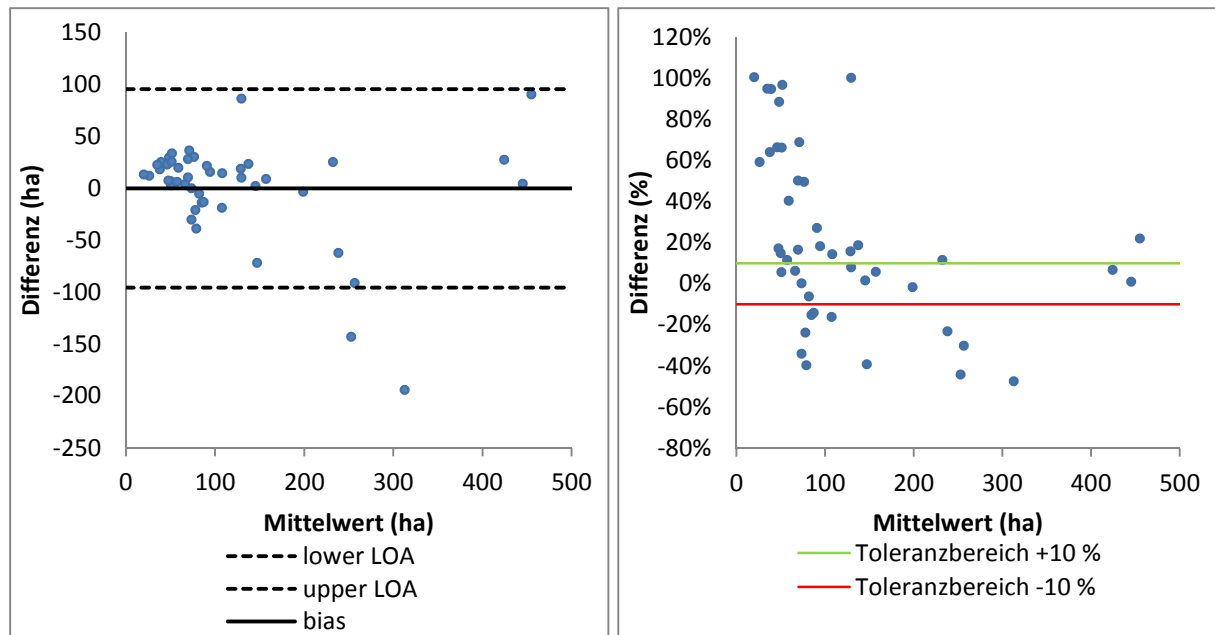 Differenz (ha)
150
100
50
0
-50
-100
-150
-200
-250
0 100 200 300 400 500
Mittelwert (ha)
lower LOA
upper LOA
bias
Differenz (%)
120%
100%
80%
60%
40%
20%
0%
-20%
-40%
-60%
-80%
0 100 200 300 400 500
Mittelwert (ha)
Toleranzbereich +10 %
Toleranzbereich -10 %